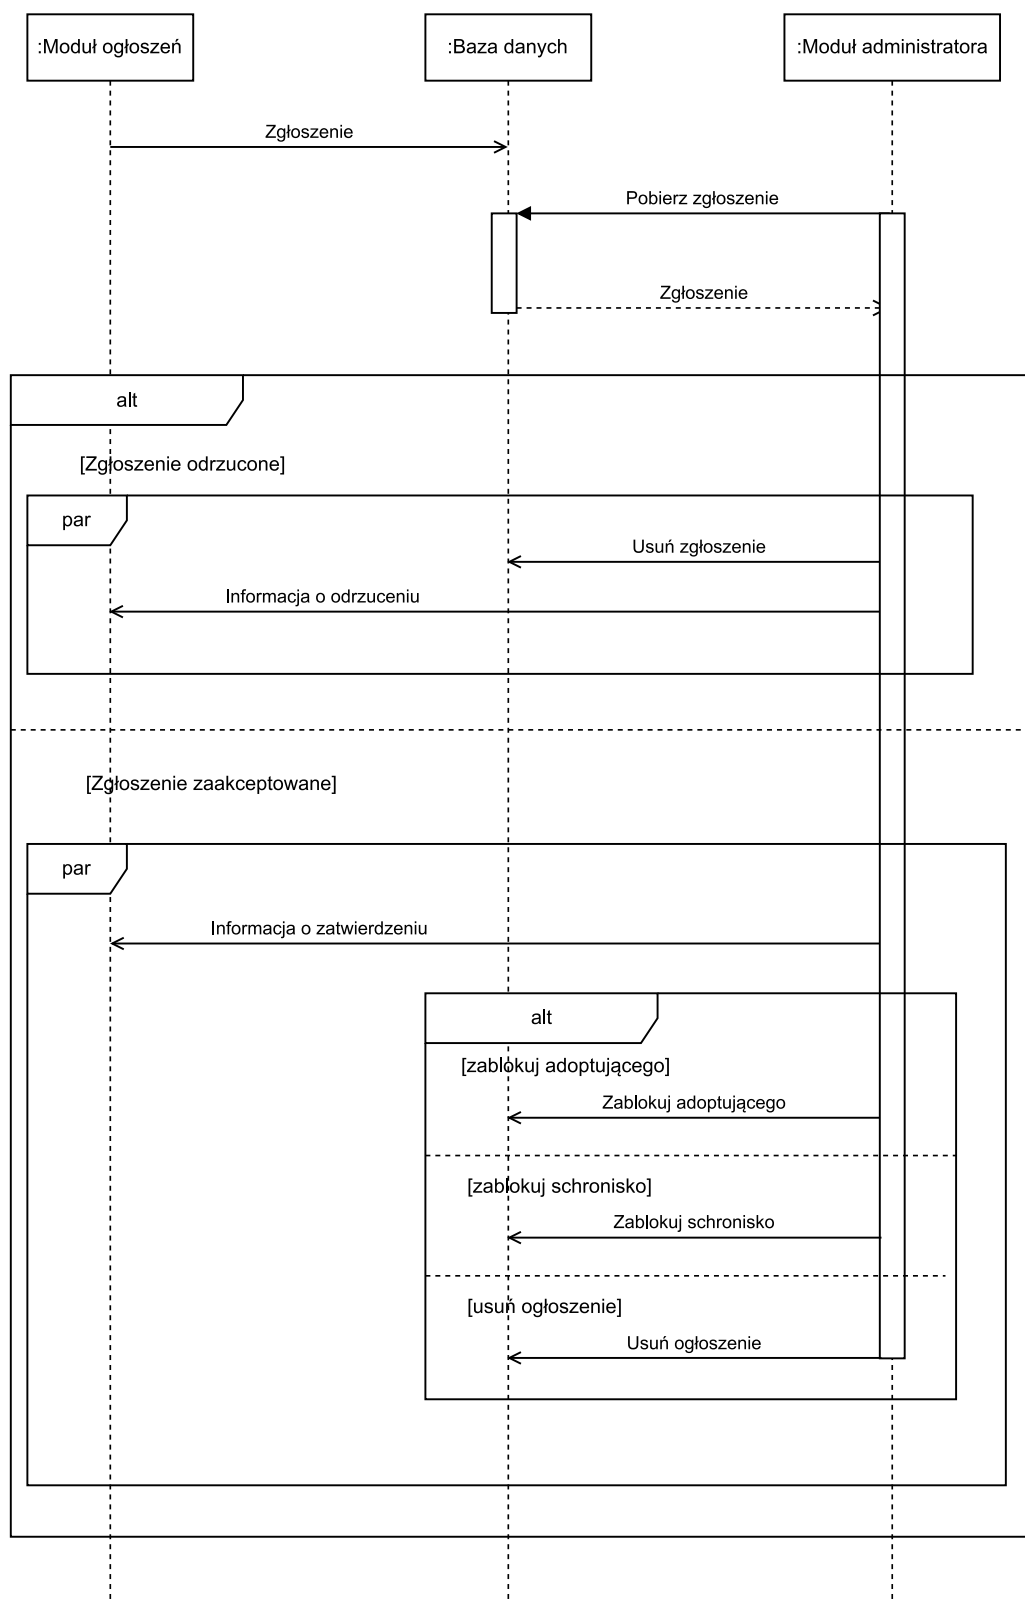 :Moduł ogłoszeń
:Baza danych
:Moduł administratora
Zgłoszenie
Pobierz zgłoszenie
Zgłoszenie
alt
[Zgłoszenie odrzucone]
par
Usuń zgłoszenie
Informacja o odrzuceniu
[Zgłoszenie zaakceptowane]
par
Informacja o zatwierdzeniu
alt
[zablokuj adoptującego]
Zablokuj adoptującego
[zablokuj schronisko]
Zablokuj schronisko
[usuń ogłoszenie]
Usuń ogłoszenie